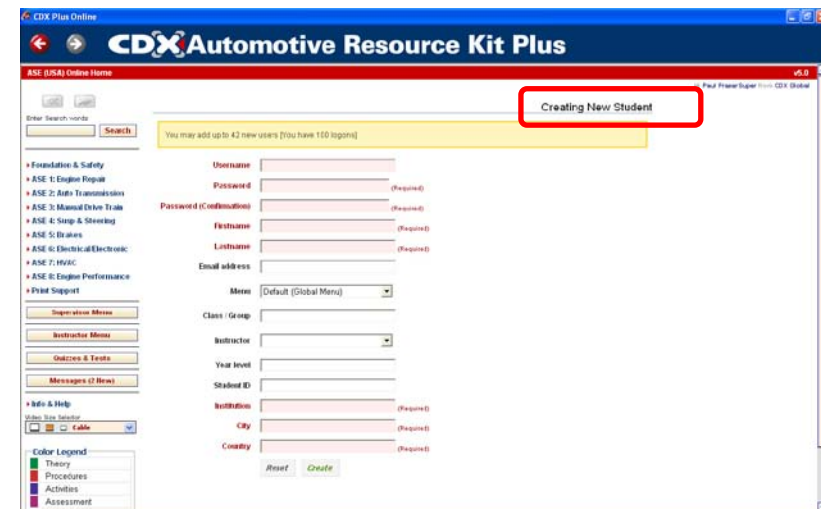 CDX Plus Online
CDX Automotive Resource Kit Plus
ASE (USA) Online Home
v5.0
Paul Fraser Super from CDX Global
Creating New Student
Enter Search words
Search
You may add up to 42 new users [You have 100 logons]
Foundation & Safety
ASE 1: Engine Repair
ASE 2: Auto Transmission
ASE 3: Manual Drive Train
ASE 4: Susp & Steering
ASE 5: Brakes
ASE 6: Electrical/Electronic
ASE 7: HVAC
ASE 8: Engine Performance
Print Support
Supervisor Menu
Instructor Menu
Quizzes & Tests
Messages (2 New)
Info & Help
Video Size Selector
Cable
Color Legend
Theory
Procedures
Activities
Assessment
Username
Password (Required)
Password (Confirmation) (Required)
Firstname (Required)
Lastname (Required)
Email address
Menu Default (Global Menu)
Class / Group
Instructor
Year level
Student ID
Institution (Required)
City (Required)
Country (Required)
Reset Create